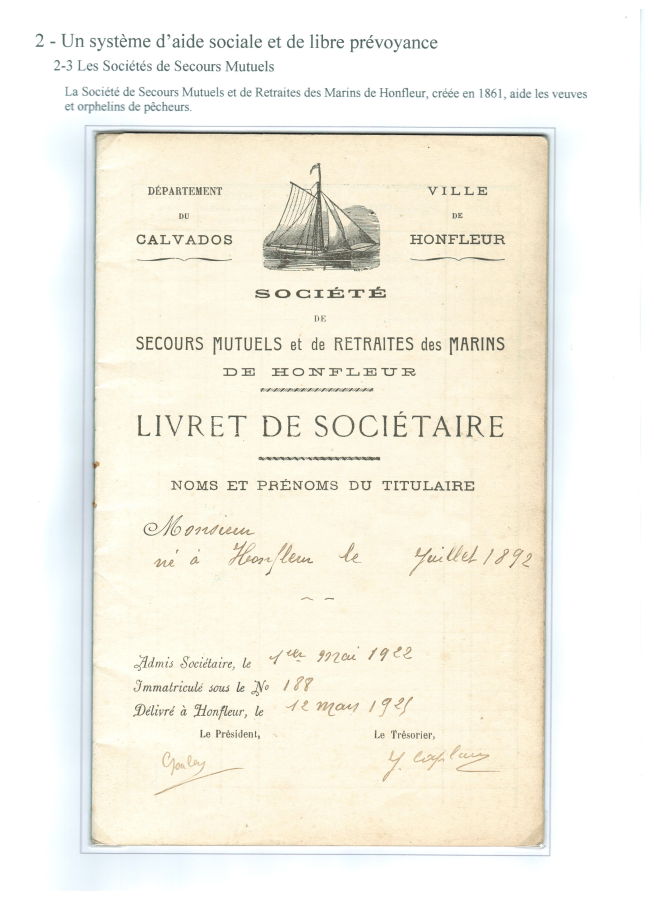 2 - Un système d'aide sociale et de libre prévoyance
2-3 Les Sociétés de Secours Mutuels
La Société de Secours Mutuels et de Retraites des Marins de Honfleur, créée en 1861, aide les veuves
et orphelins de pêcheurs.
DÉPARTEMENT
DU
CALVADOS
VILLE
DE
HONFLEUR
SOCIÉTÉ
DE
SECOURS MUTUELS et de RETRAITES des MARINS
DE HONFLEUR
LIVRET DE SOCIÉTAIRE
NOMS ET PRÉNOMS DU TITULAIRE
Monsieur
né à Honfleur le Juillet 1892
Admis Sociétaire, le 1er mai 1922
Immatriculé sous le No 188
Délivré à Honfleur, le 12 mars
Le Président,
Le Trésorier,